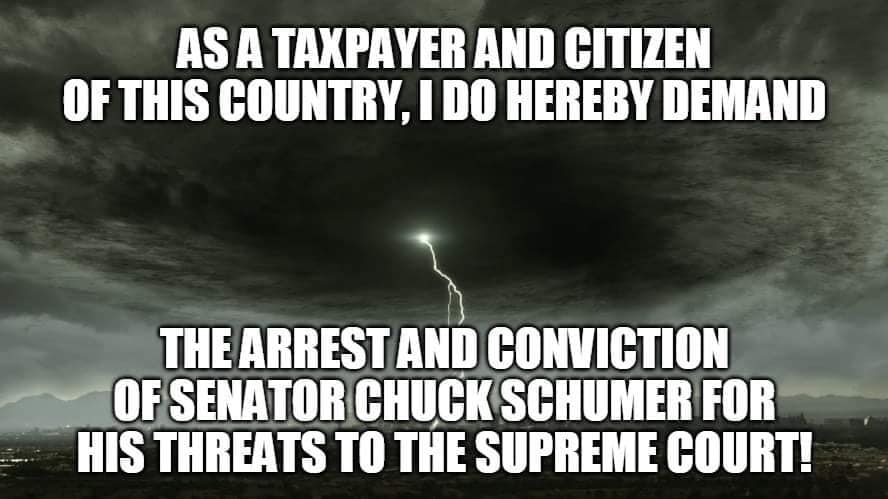 AS A TAXPAYER AND CITIZEN
OF THIS COUNTRY, I DO HEREBY DEMAND
THE ARREST AND CONVICTION
OF SENATOR CHUCK SCHUMER FOR
HIS THREATS TO THE SUPREME COURT!